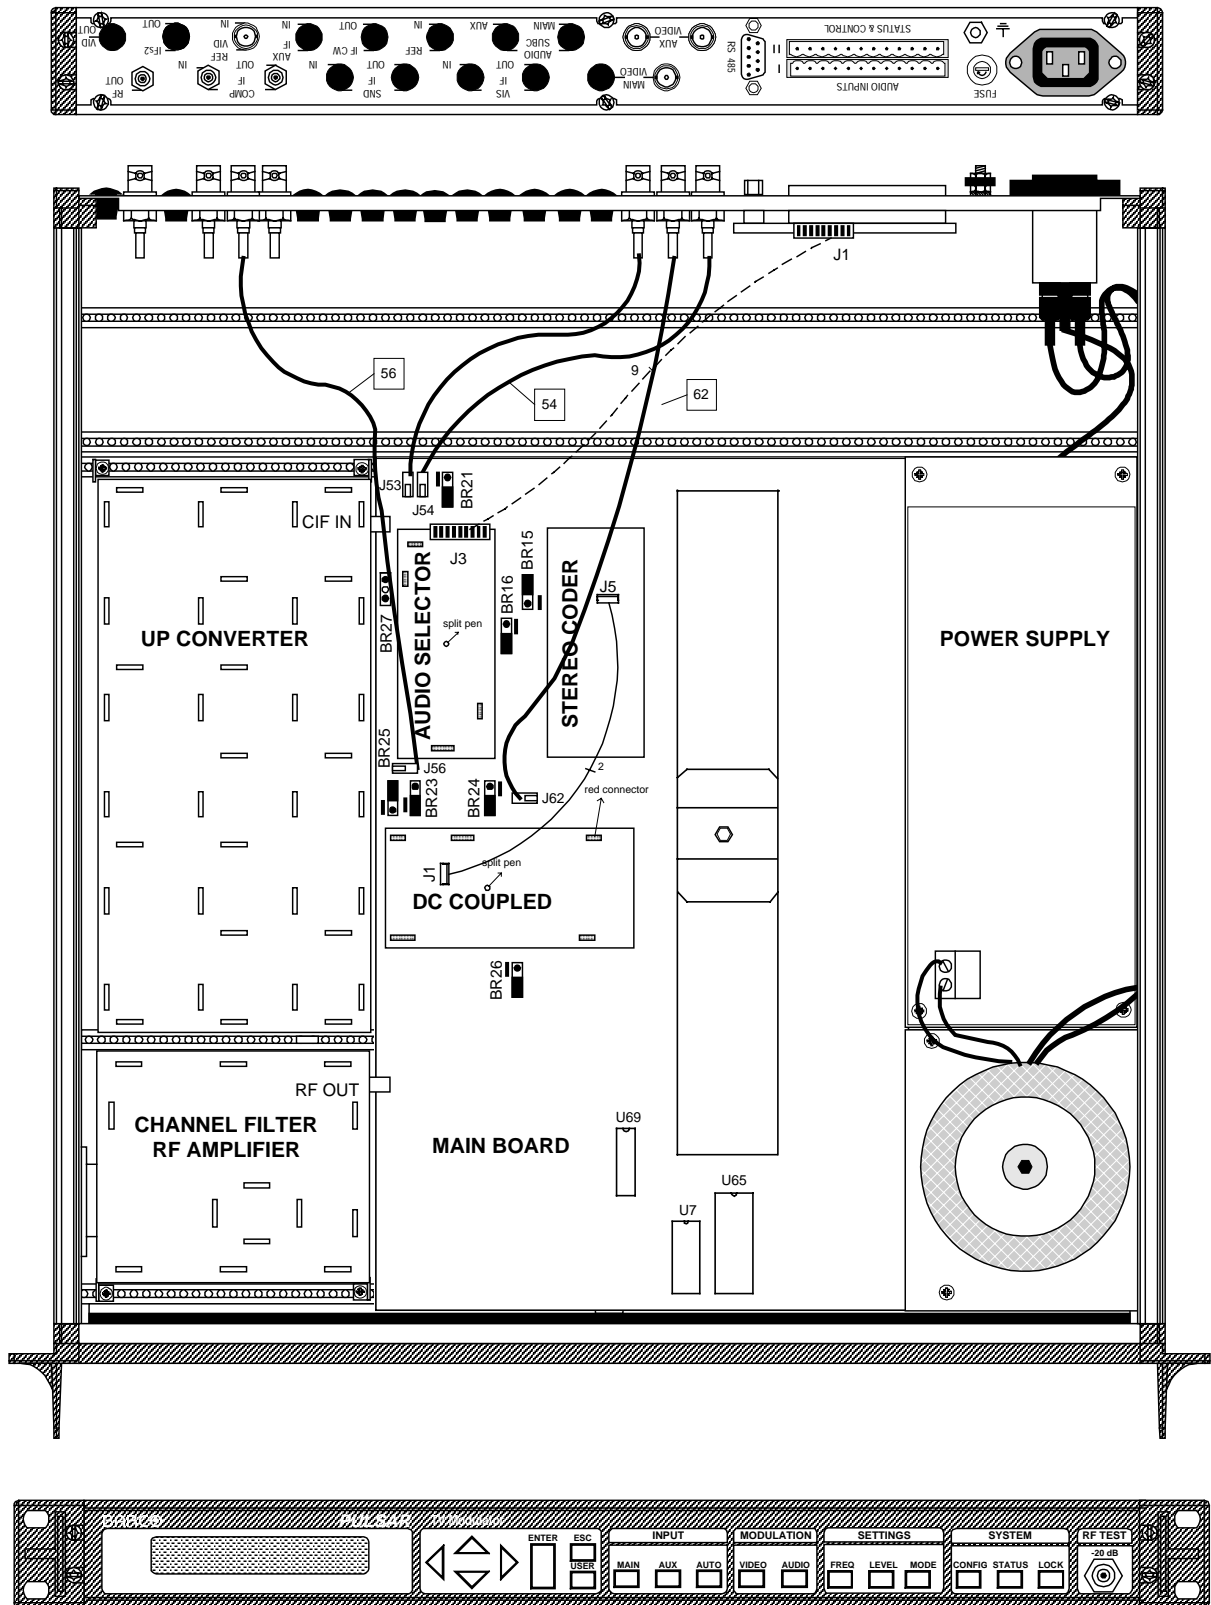 OUT
VID
OUT
IFs2
IN
VID
REF
IN
IF
AUX
OUT
IF CW
IN
REF
AUX
MAIN
SUBC
AUDIO
AUX
VIDEO
RS 485
II
I
STATUS & CONTROL
AUDIO INPUTS
FUSE
RF
OUT
IN
COMP
IF
OUT
IN
OUT
IF
SND
IN
OUT
IF
VIS
MAIN
VIDEO
J1
9
56
54
62
J53
J54
BR21
CIF IN
J3
BR15
BR16
BR27
J5
UP CONVERTER
AUDIO SELECTOR
split pen
STEREO CODER
POWER SUPPLY
BR25
J56
BR23
BR24
J62
2
red connector
J1
split pen
DC COUPLED
BR26
RF OUT
CHANNEL FILTER
RF AMPLIFIER
MAIN BOARD
U69
U65
U7
BARCO
PULSAR
TV Modulator
ENTER
ESC
USER
INPUT
MAIN
AUX
AUTO
MODULATION
VIDEO
AUDIO
SETTINGS
FREQ
LEVEL
MODE
SYSTEM
CONFIG
STATUS
LOCK
RF TEST
-20 dB